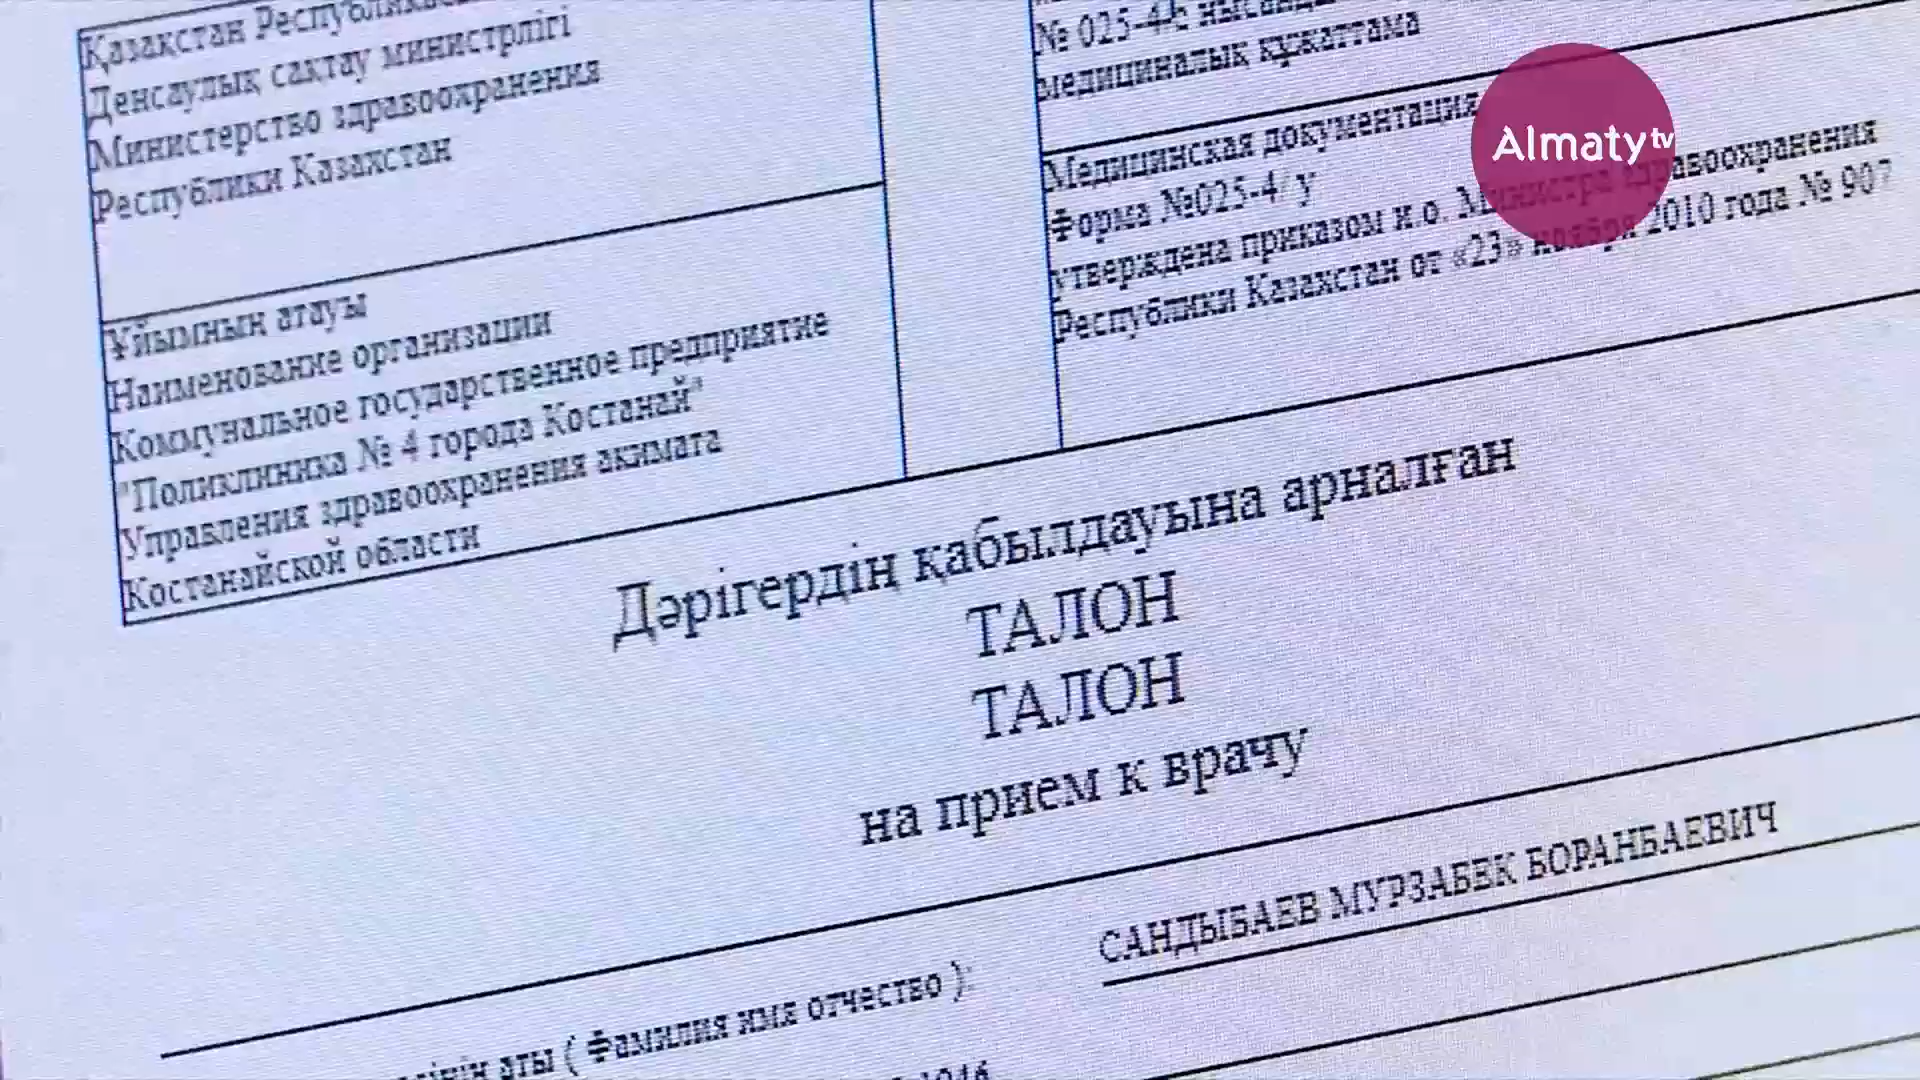 Қазақстан
Денсаулық сақтау министрлігі
Министерство здравоохранения
Республики Казахстан
Ұйымның атауы
Наименование организации
Коммунальное государственное предприятие
"Поликлиника № 4 города Костанай"
Управления здравоохранения акимата
Костанайской области
№ 025-4/е
медициналық құжаттама
Медицинская документация
Форма №025-4/ у
утверждена приказом и.о. Министра здравоохранения
Республики Казахстан от «23» ноября 2010 года № 907
Almaty tv
Дәрігердің қабылдауына арналған
ТАЛОН
ТАЛОН
на прием к врачу
аты ( Фамилия имя отчество ):
САНДЫБАЕВ МУРЗАБЕК БОРАНБАЕВИЧ